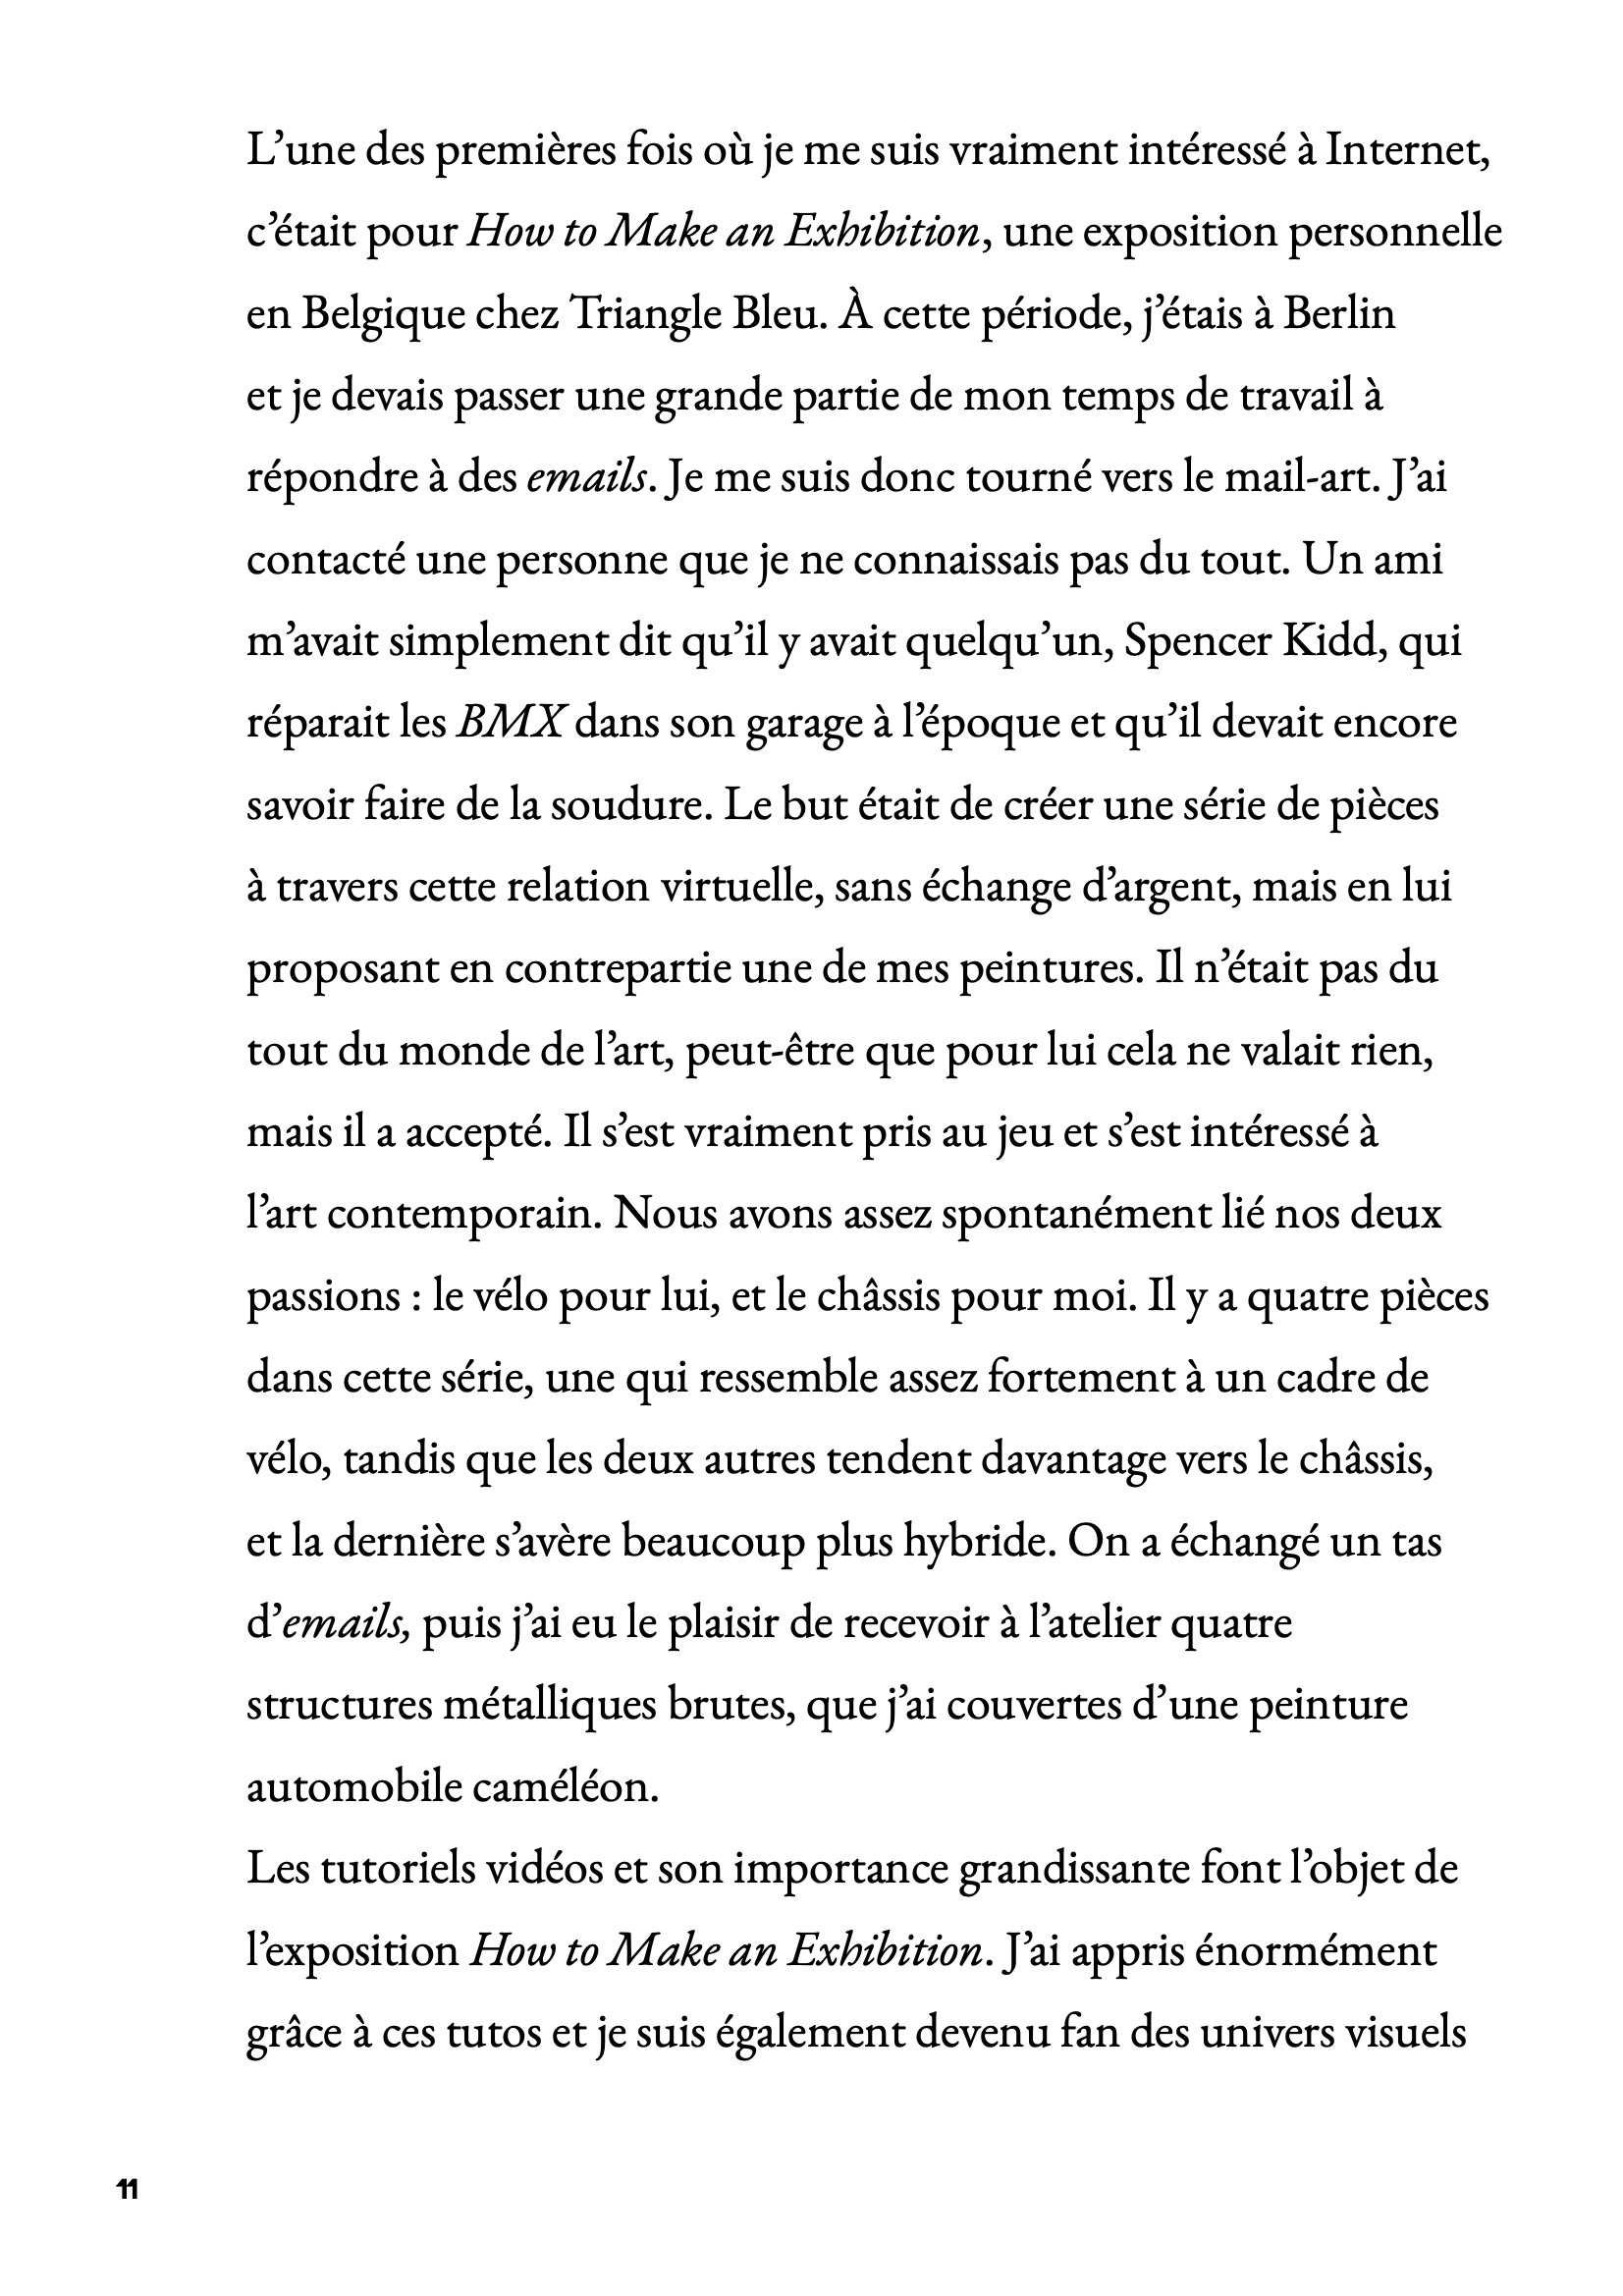 L’une des premières fois où je me suis vraiment intéressé à Internet,
c’était pour How to Make an Exhibition, une exposition personnelle
en Belgique chez Triangle Bleu. À cette période, j’étais à Berlin
et je devais passer une grande partie de mon temps de travail à
répondre à des emails. Je me suis donc tourné vers le mail-art. J’ai
contacté une personne que je ne connaissais pas du tout. Un ami
m’avait simplement dit qu’il y avait quelqu’un, Spencer Kidd, qui
réparait les BMX dans son garage à l’époque et qu’il devait encore
savoir faire de la soudure. Le but était de créer une série de pièces
à travers cette relation virtuelle, sans échange d’argent, mais en lui
proposant en contrepartie une de mes peintures. Il n’était pas du
tout du monde de l’art, peut-être que pour lui cela ne valait rien,
mais il a accepté. Il s’est vraiment pris au jeu et s’est intéressé à
l’art contemporain. Nous avons assez spontanément lié nos deux
passions : le vélo pour lui, et le châssis pour moi. Il y a quatre pièces
dans cette série, une qui ressemble assez fortement à un cadre de
vélo, tandis que les deux autres tendent davantage vers le châssis,
et la dernière s’avère beaucoup plus hybride. On a échangé un tas
d’emails, puis j’ai eu le plaisir de recevoir à l’atelier quatre
structures métalliques brutes, que j’ai couvertes d’une peinture
automobile caméléon.
Les tutoriels vidéos et son importance grandissante font l’objet de
l’exposition How to Make an Exhibition. J’ai appris énormément
grâce à ces tutos et je suis également devenu fan des univers visuels
11